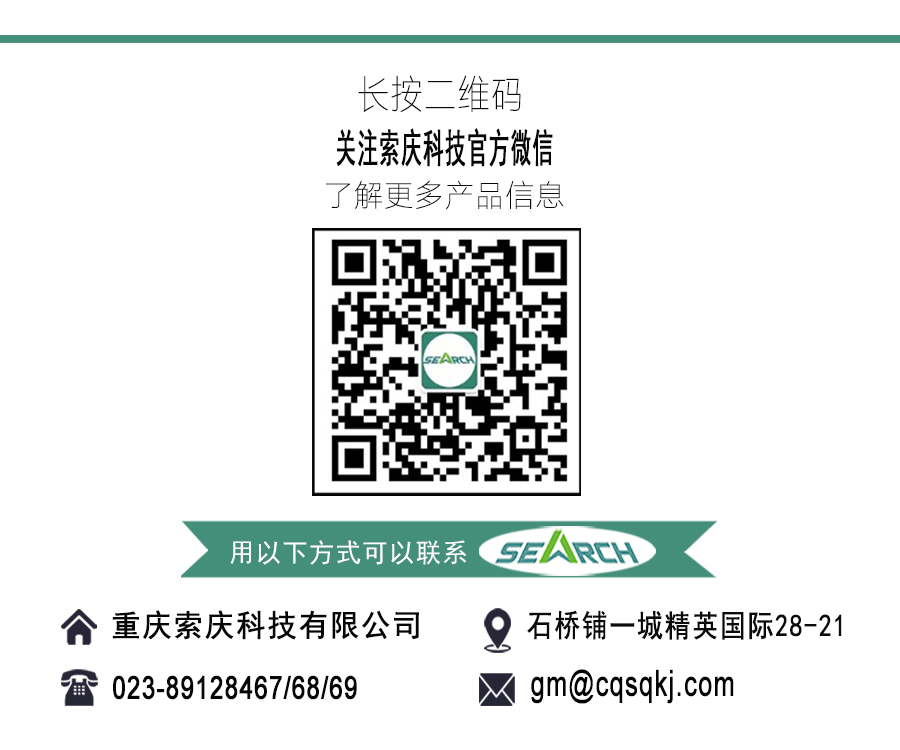 长按二维码
关注索庆科技官方微信
了解更多产品信息
SEARCH
用以下方式可以联系 SEARCH
重庆索庆科技有限公司
石桥铺一城精英国际28-21
023-89128467/68/69
gm@cqsqkj.com